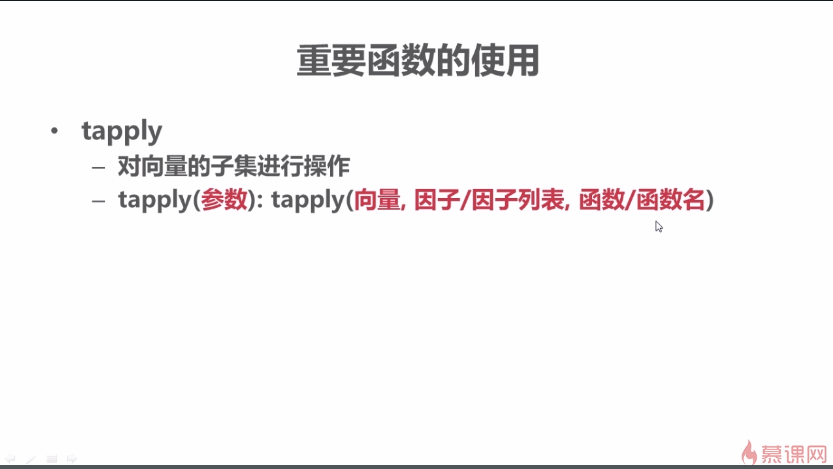 重要函数的使用
• tapply
– 对向量的子集进行操作
– tapply(参数): tapply(向量, 因子/因子列表, 函数/函数名)
慕课网